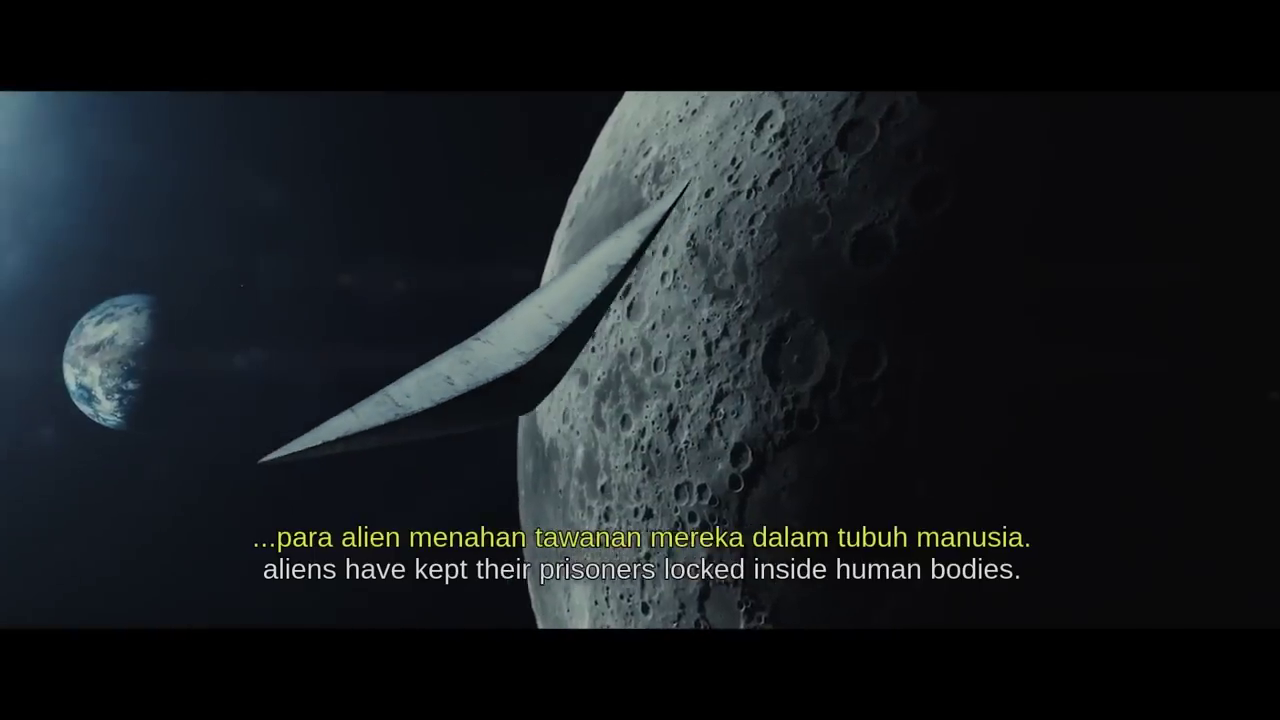 ...para alien menahan tawanan mereka dalam tubuh manusia.
aliens have kept their prisoners locked inside human bodies.